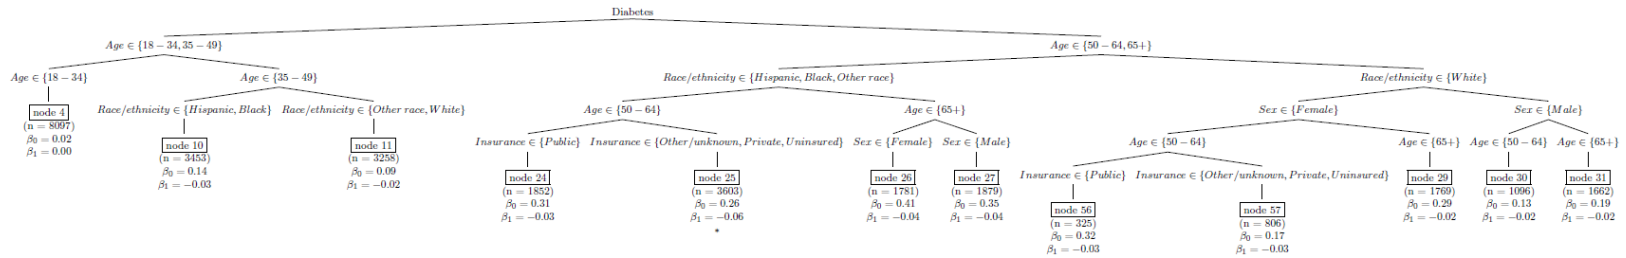 Diabetes
Age ∈ {18 − 34, 35 − 49}
Age ∈ {50 − 64, 65+}
Age ∈ {18 − 34}
Age ∈ {35 − 49}
Race/ethnicity ∈ {Hispanic, Black, Other race}
Race/ethnicity ∈ {White}
node 4
(n = 8097)
β0 = 0.02
β1 = 0.00
Race/ethnicity ∈ {Hispanic, Black}
Race/ethnicity ∈ {Other race, White}
Age ∈ {50 − 64}
Age ∈ {65+}
Sex ∈ {Female}
Sex ∈ {Male}
node 10
(n = 3453)
β0 = 0.14
β1 = −0.03
node 11
(n = 3258)
β0 = 0.09
β1 = −0.02
Insurance ∈ {Public}
Insurance ∈ {Other/unknown, Private, Uninsured}
Sex ∈ {Female}
Sex ∈ {Male}
Age ∈ {50 − 64}
Age ∈ {65+}
Age ∈ {50 − 64}
Age ∈ {65+}
node 24
(n = 1852)
β0 = 0.31
β1 = −0.03
node 25
(n = 3603)
β0 = 0.26
β1 = −0.06
*
node 26
(n = 1781)
β0 = 0.41
β1 = −0.04
node 27
(n = 1879)
β0 = 0.35
β1 = −0.04
Insurance ∈ {Public}
Insurance ∈ {Other/unknown, Private, Uninsured}
node 29
(n = 1769)
β0 = 0.29
β1 = −0.02
node 30
(n = 1096)
β0 = 0.13
β1 = −0.02
node 31
(n = 1662)
β0 = 0.19
β1 = −0.02
node 56
(n = 325)
β0 = 0.32
β1 = −0.03
node 57
(n = 806)
β0 = 0.17
β1 = −0.03